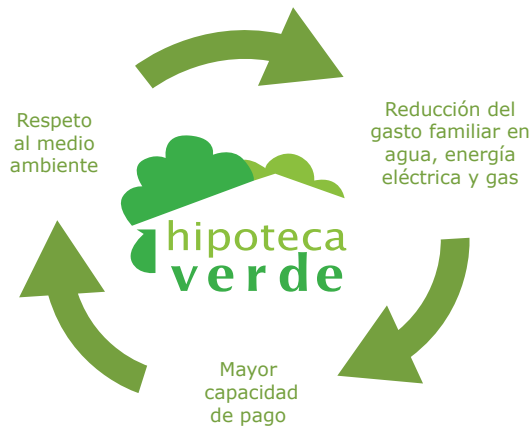 Respeto
al medio
ambiente
Reducción del
gasto familiar en
agua, energía
eléctrica y gas
hipoteca
verde
Mayor
capacidad
de pago